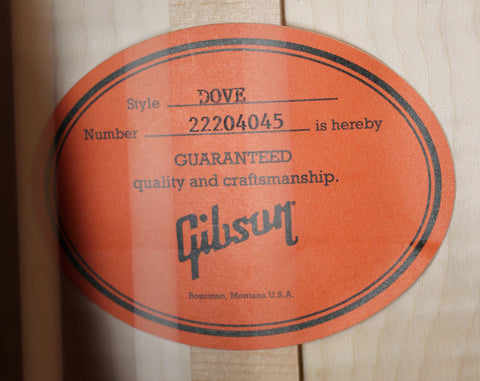 Style DOVE
Number 22204045 is hereby
GUARANTEED
quality and craftsmanship.
Gibson
Bozeman, Montana U.S.A.